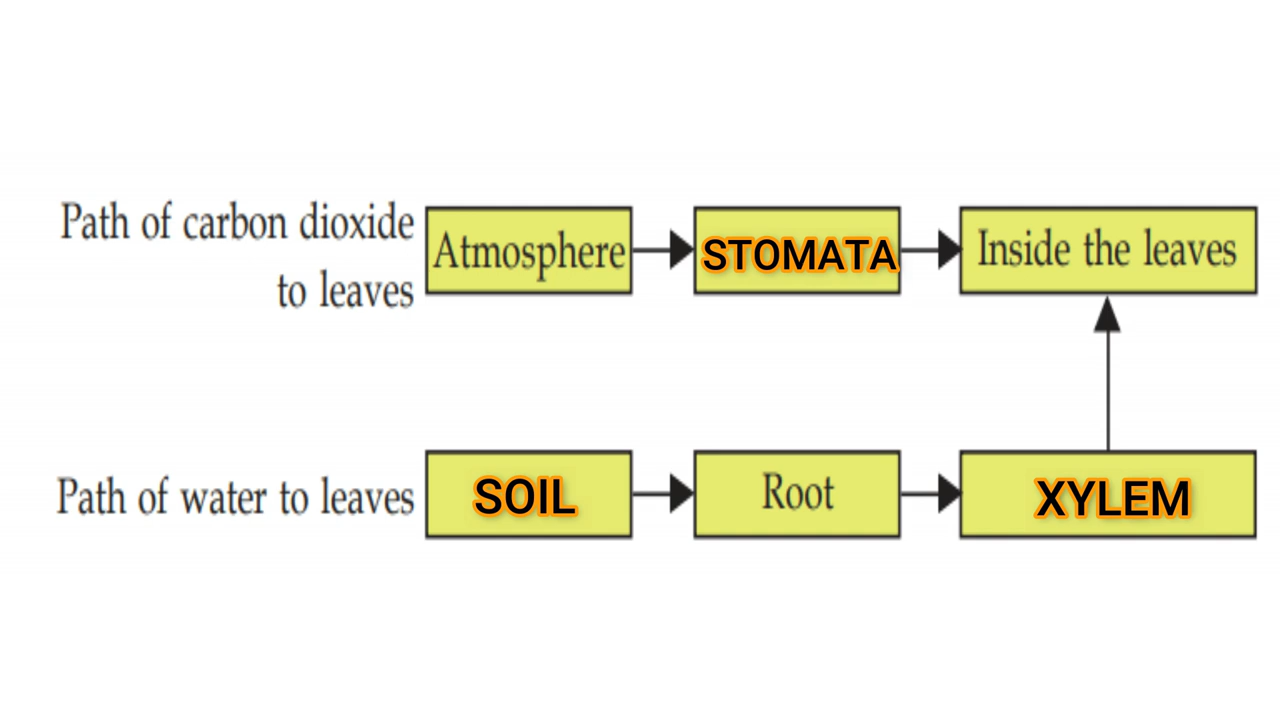 Path of carbon dioxide
to leaves
Atmosphere
STOMATA
Inside the leaves
Path of water to leaves
SOIL
Root
XYLEM